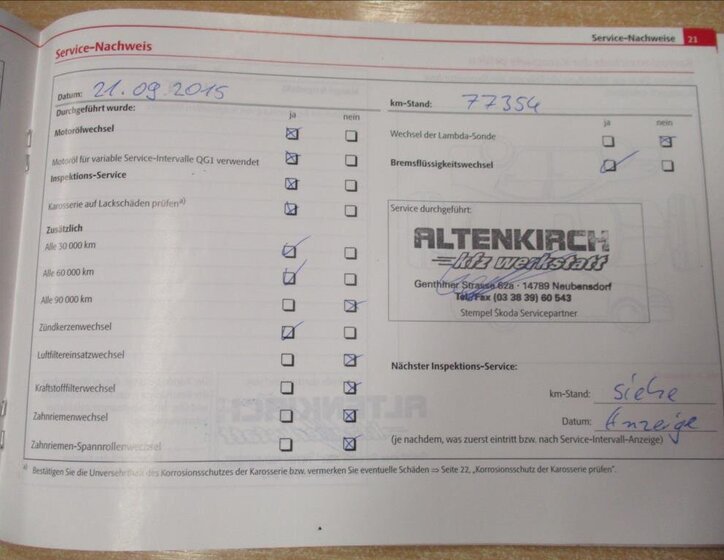 Service-Nachweise 21
Service-Nachweis
Datum: 21.09.2015
Durchgeführt wurde:
ja nein
Motorölwechsel
Motoröl für variable Service-Intervalle QG1 verwendet
Inspektions-Service
Karosserie auf Lackschäden prüfen a)
Zusätzlich
Alle 30 000 km
Alle 60 000 km
Alle 90 000 km
Zündkerzenwechsel
Luftfiltereinsatzwechsel
Kraftstofffilterwechsel
Zahnriemenwechsel
Zahnriemen-Spannrollenwechsel
km-Stand: 77354
ja nein
Wechsel der Lambda-Sonde
Bremsflüssigkeitswechsel
Service durchgeführt:
ALTENKIRCH
kfz werkstatt
Genthiner Strasse 62a · 14789 Neubensdorf
Tel./Fax (03 38 39) 60 543
Stempel Škoda Servicepartner
Nächster Inspektions-Service:
km-Stand: siehe
Datum: Anzeige
(je nachdem, was zuerst eintritt bzw. nach Service-Intervall-Anzeige)
a) Bestätigen Sie die Unversehrtheit des Korrosionsschutzes der Karosserie bzw. vermerken Sie eventuelle Schäden ⇒ Seite 22, „Korrosionsschutz der Karosserie prüfen".